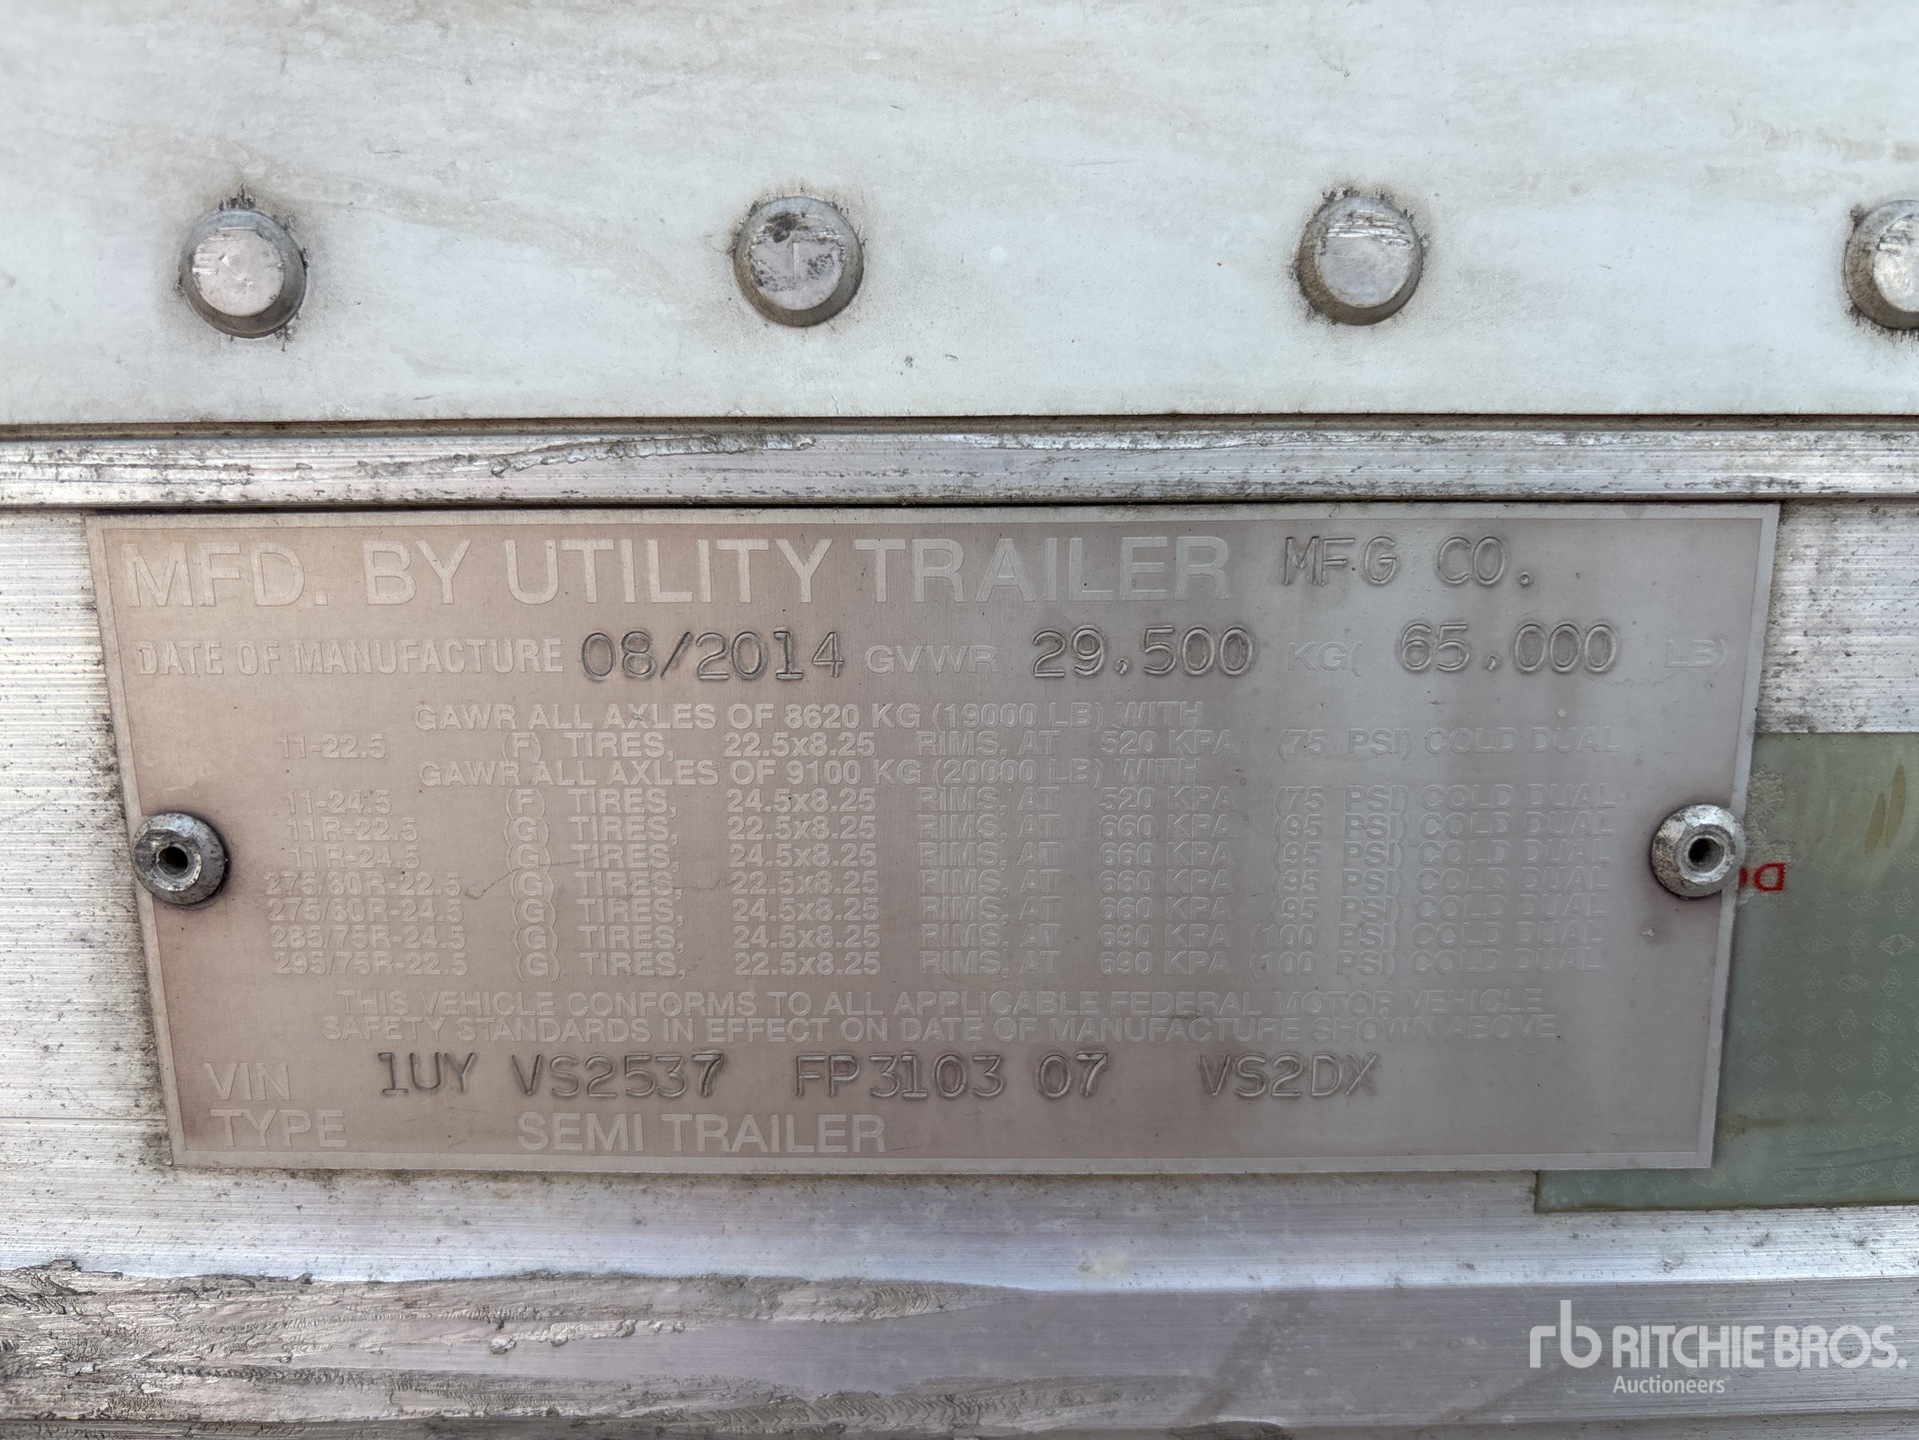 MFD. BY UTILITY TRAILER MFG CO.
DATE OF MANUFACTURE 08/2014 GVWR 29,500 KG( 65,000 LB)
GAWR ALL AXLES OF 8620 KG (19000 LB) WITH
11-22.5 (F) TIRES, 22.5x8.25 RIMS, AT 520 KPA (75 PSI) COLD DUAL
GAWR ALL AXLES OF 9100 KG (20000 LB) WITH
11-24.5 (F) TIRES, 24.5x8.25 RIMS, AT 520 KPA (75 PSI) COLD DUAL
11R-22.5 (G) TIRES, 22.5x8.25 RIMS, AT 660 KPA (95 PSI) COLD DUAL
11R-24.5 (G) TIRES, 24.5x8.25 RIMS, AT 660 KPA (95 PSI) COLD DUAL
275/80R-22.5 (G) TIRES, 22.5x8.25 RIMS, AT 660 KPA (95 PSI) COLD DUAL
275/80R-24.5 (G) TIRES, 24.5x8.25 RIMS, AT 660 KPA (95 PSI) COLD DUAL
285/75R-24.5 (G) TIRES, 24.5x8.25 RIMS, AT 690 KPA (100 PSI) COLD DUAL
295/75R-22.5 (G) TIRES, 22.5x8.25 RIMS, AT 690 KPA (100 PSI) COLD DUAL
THIS VEHICLE CONFORMS TO ALL APPLICABLE FEDERAL MOTOR VEHICLE
SAFETY STANDARDS IN EFFECT ON DATE OF MANUFACTURE SHOWN ABOVE
VIN 1UY VS2537 FP3103 07 VS2DX
TYPE SEMI TRAILER
rb RITCHIE BROS.
Auctioneers